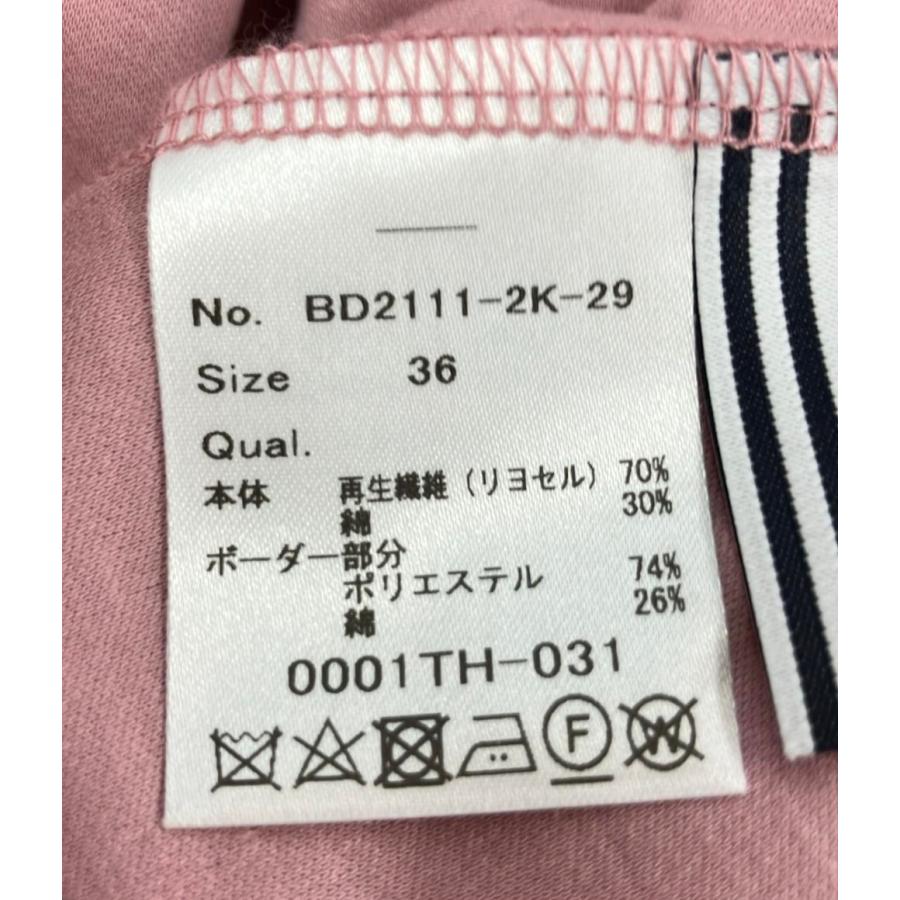 No. BD2111-2K-29
Size 36
Qual.
本体 再生繊維（リヨセル） 70%
綿 30%
ボーダー部分
ポリエステル 74%
綿 26%
0001TH-031
F W